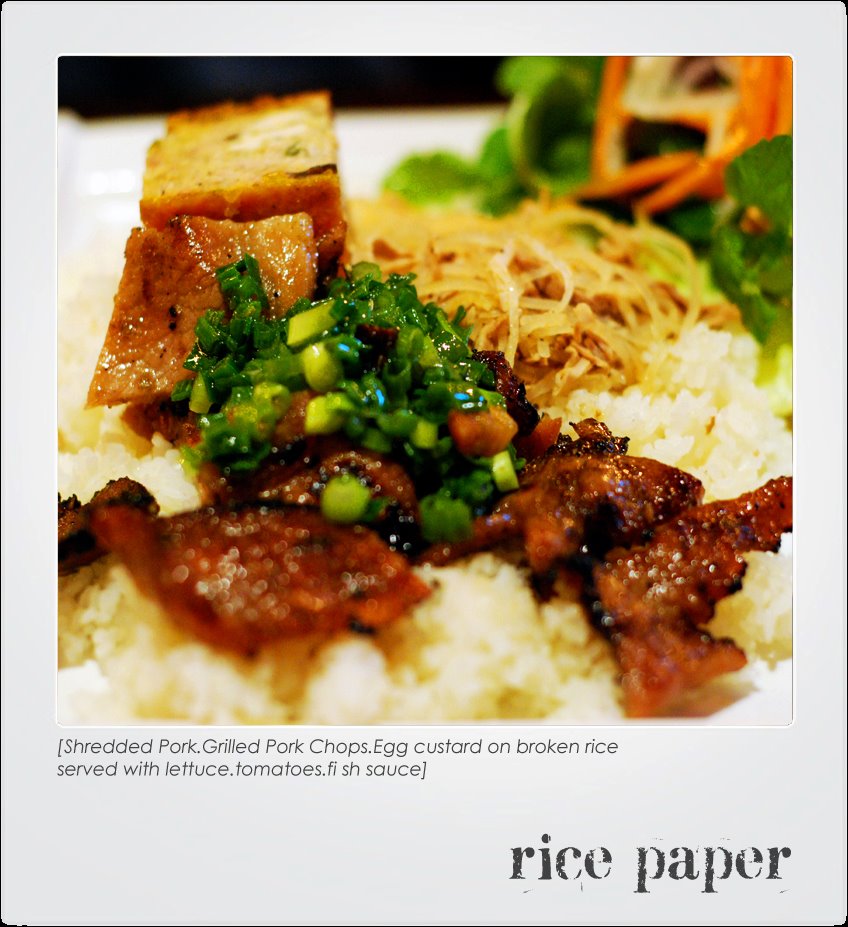 [Shredded Pork.Grilled Pork Chops.Egg custard on broken rice
served with lettuce.tomatoes.fi sh sauce]
rice paper